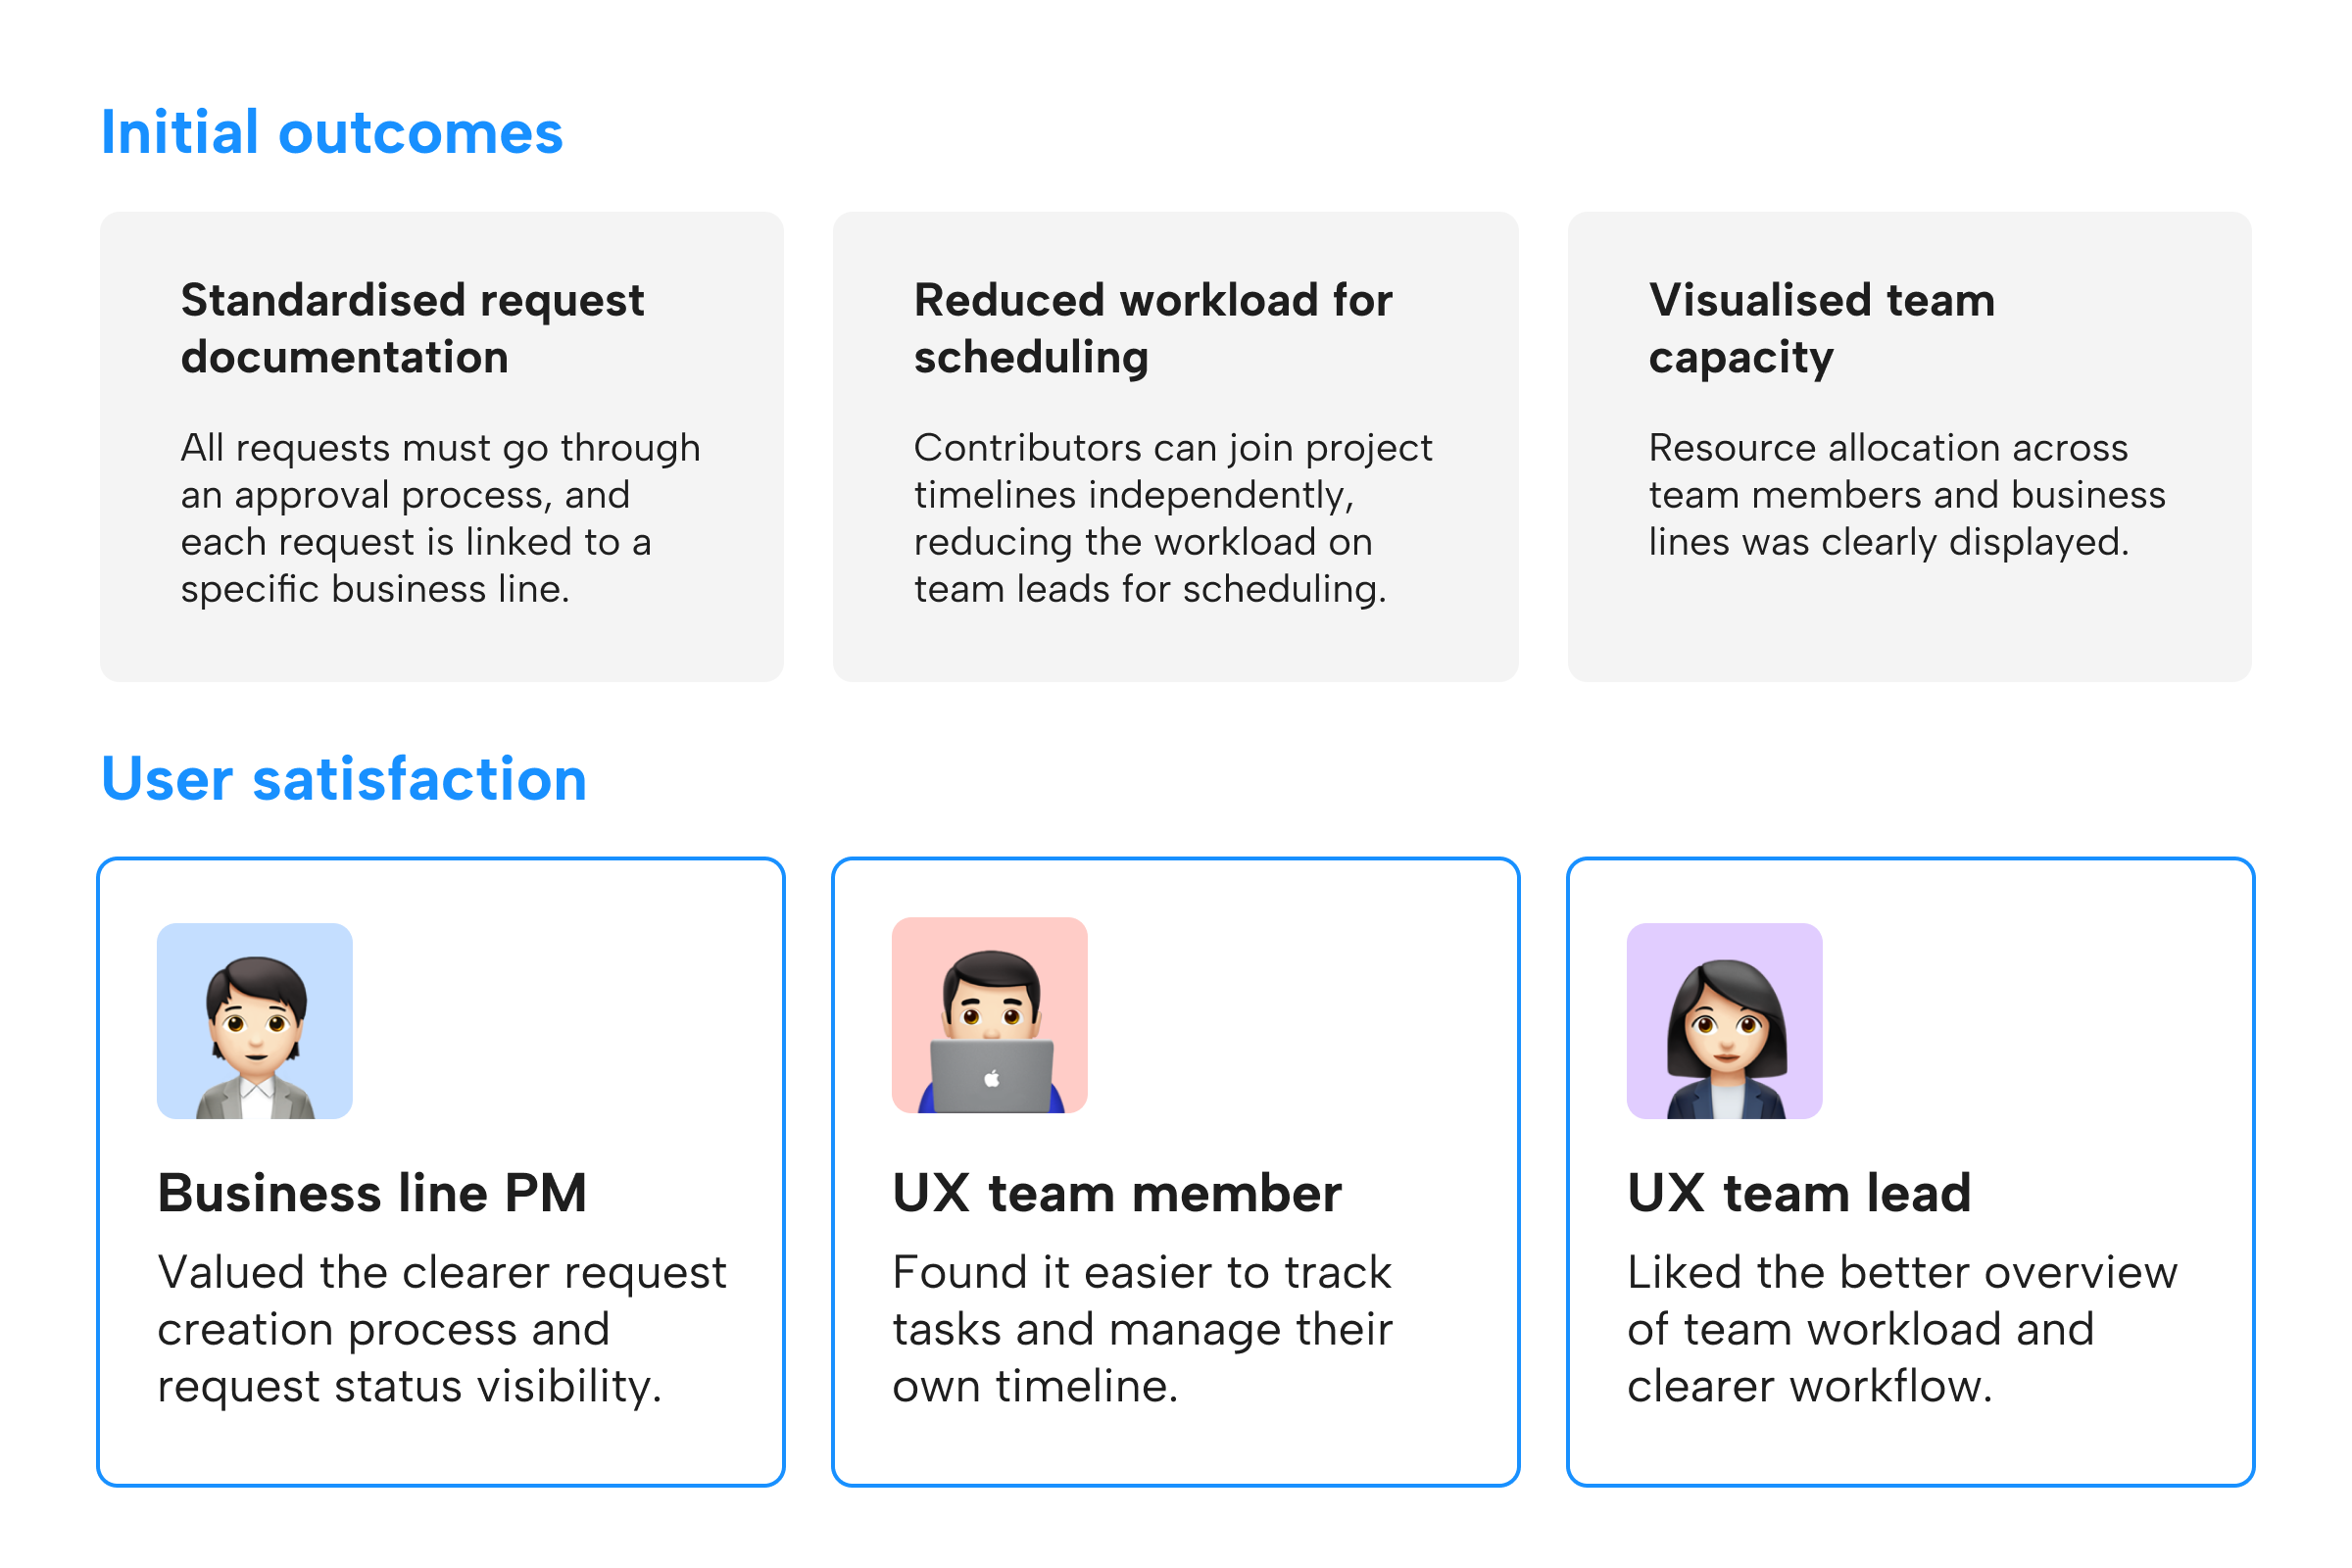 Initial outcomes
Standardised request
documentation
All requests must go through
an approval process, and
each request is linked to a
specific business line.
Reduced workload for
scheduling
Contributors can join project
timelines independently,
reducing the workload on
team leads for scheduling.
Visualised team
capacity
Resource allocation across
team members and business
lines was clearly displayed.
User satisfaction
Business line PM
Valued the clearer request
creation process and
request status visibility.
UX team member
Found it easier to track
tasks and manage their
own timeline.
UX team lead
Liked the better overview
of team workload and
clearer workflow.